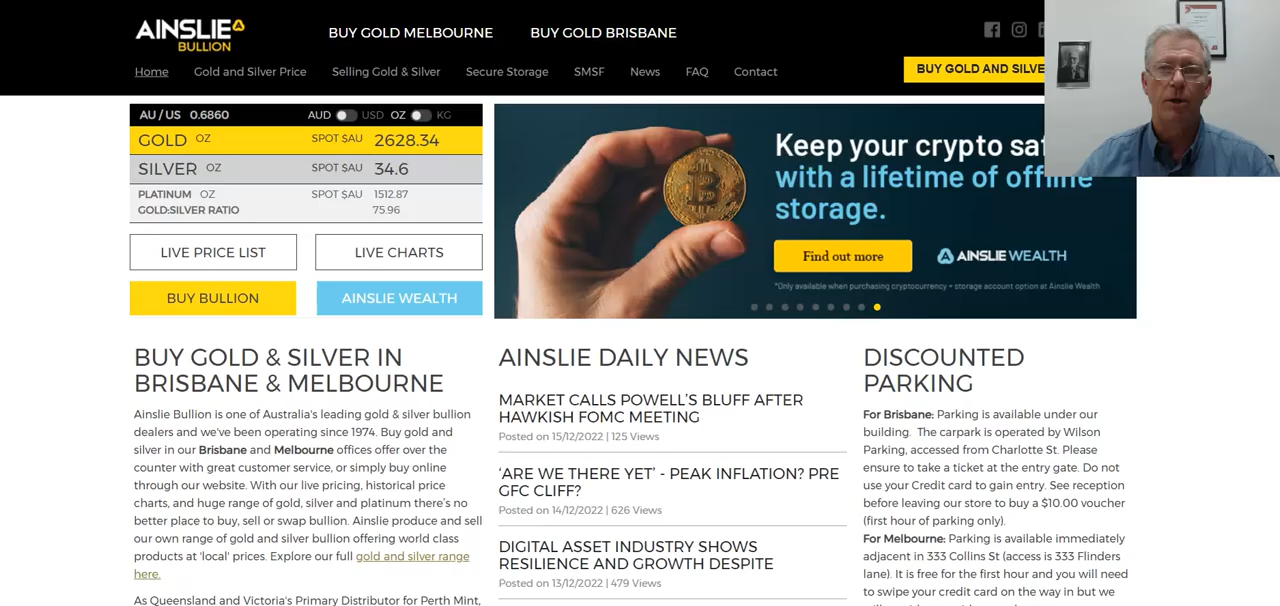 AINSLIE
BULLION
BUY GOLD MELBOURNE
BUY GOLD BRISBANE
Home
Gold and Silver Price
Selling Gold & Silver
Secure Storage
SMSF
News
FAQ
Contact
BUY GOLD AND SILVE
AU / US 0.6860
AUD USD OZ KG
GOLD OZ SPOT $AU 2628.34
SILVER OZ SPOT $AU 34.6
PLATINUM OZ SPOT $AU 1512.87
GOLD:SILVER RATIO 75.96
LIVE PRICE LIST
LIVE CHARTS
BUY BULLION
AINSLIE WEALTH
Keep your crypto saf
with a lifetime of offline
storage.
Find out more
AINSLIE WEALTH
*Only available when purchasing cryptocurrency + storage account option at Ainslie Wealth
BUY GOLD & SILVER IN
BRISBANE & MELBOURNE
Ainslie Bullion is one of Australia's leading gold & silver bullion
dealers and we've been operating since 1974. Buy gold and
silver in our Brisbane and Melbourne offices offer over the
counter with great customer service, or simply buy online
through our website. With our live pricing, historical price
charts, and huge range of gold, silver and platinum there's no
better place to buy, sell or swap bullion. Ainslie produce and sell
our own range of gold and silver bullion offering world class
products at 'local' prices. Explore our full gold and silver range
here.
As Queensland and Victoria's Primary Distributor for Perth Mint,
AINSLIE DAILY NEWS
MARKET CALLS POWELL'S BLUFF AFTER
HAWKISH FOMC MEETING
Posted on 15/12/2022 | 125 Views
'ARE WE THERE YET' - PEAK INFLATION? PRE
GFC CLIFF?
Posted on 14/12/2022 | 626 Views
DIGITAL ASSET INDUSTRY SHOWS
RESILIENCE AND GROWTH DESPITE
Posted on 13/12/2022 | 479 Views
DISCOUNTED
PARKING
For Brisbane: Parking is available under our
building. The carpark is operated by Wilson
Parking, accessed from Charlotte St. Please
ensure to take a ticket at the entry gate. Do not
use your Credit card to gain entry. See reception
before leaving our store to buy a $10.00 voucher
(first hour of parking only).
For Melbourne: Parking is available immediately
adjacent in 333 Collins St (access is 333 Flinders
lane). It is free for the first hour and you will need
to swipe your credit card on the way in but we